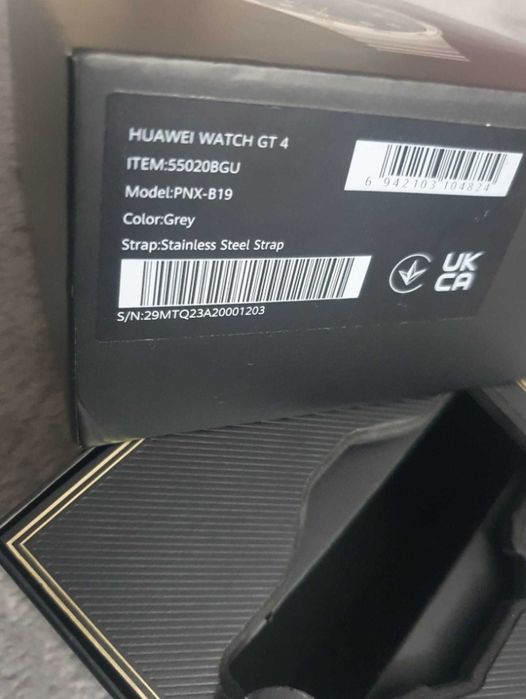 HUAWEI WATCH GT 4
ITEM:55020BGU
Model:PNX-B19
Color:Grey
Strap:Stainless Steel Strap
6 942103 104824
S/N:29MTQ23A20001203
UK
CA